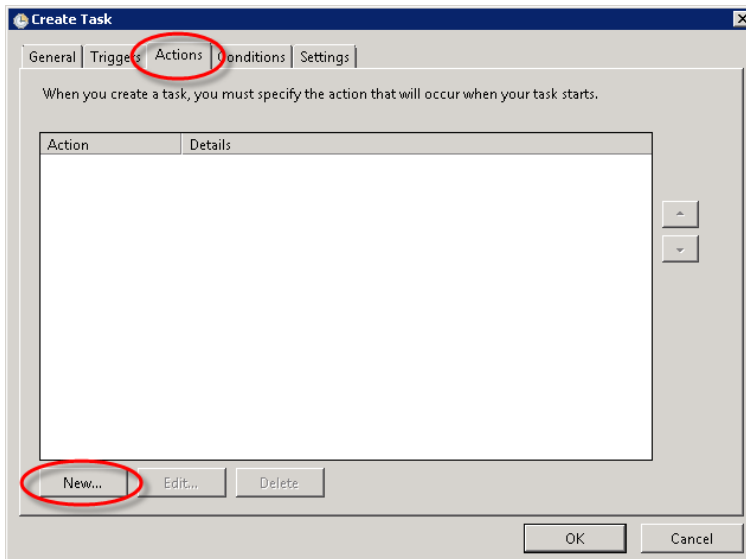 Create Task
General Triggers Actions Conditions Settings
When you create a task, you must specify the action that will occur when your task starts.
Action Details
New... Edit... Delete
OK Cancel